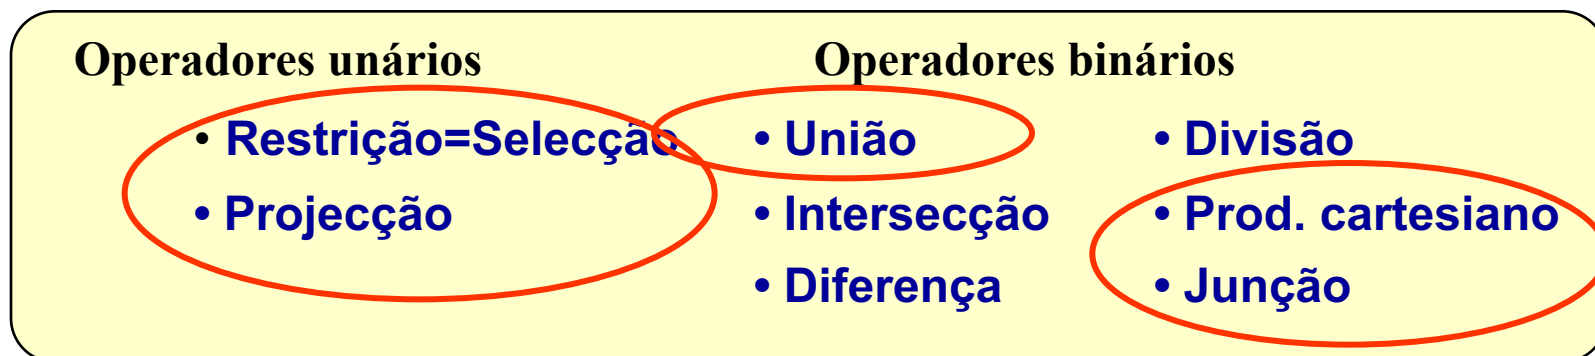 Operadores unários
• Restrição=Selecção
• Projecção
Operadores binários
• União
• Intersecção
• Diferença
• Divisão
• Prod. cartesiano
• Junção